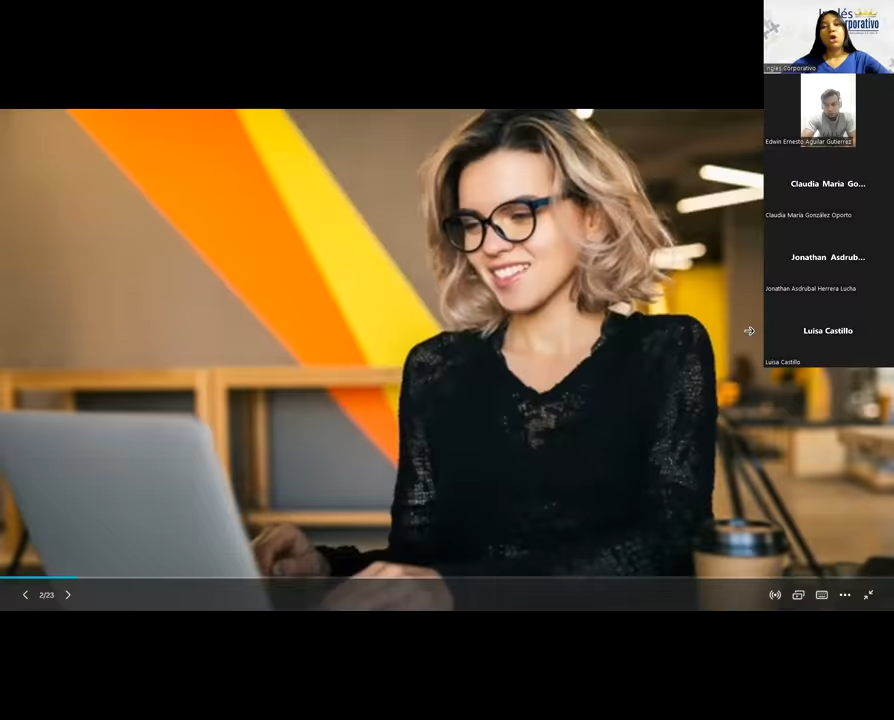 Inglés
Corporativo
Inglés Corporativo
Edwin Ernesto Aguilar Gutierrez
Claudia Maria Go...
Claudia María González Oporto
Jonathan Asdrub...
Jonathan Asdrubal Herrera Lucha
Luisa Castillo
Luisa Castillo
2/23